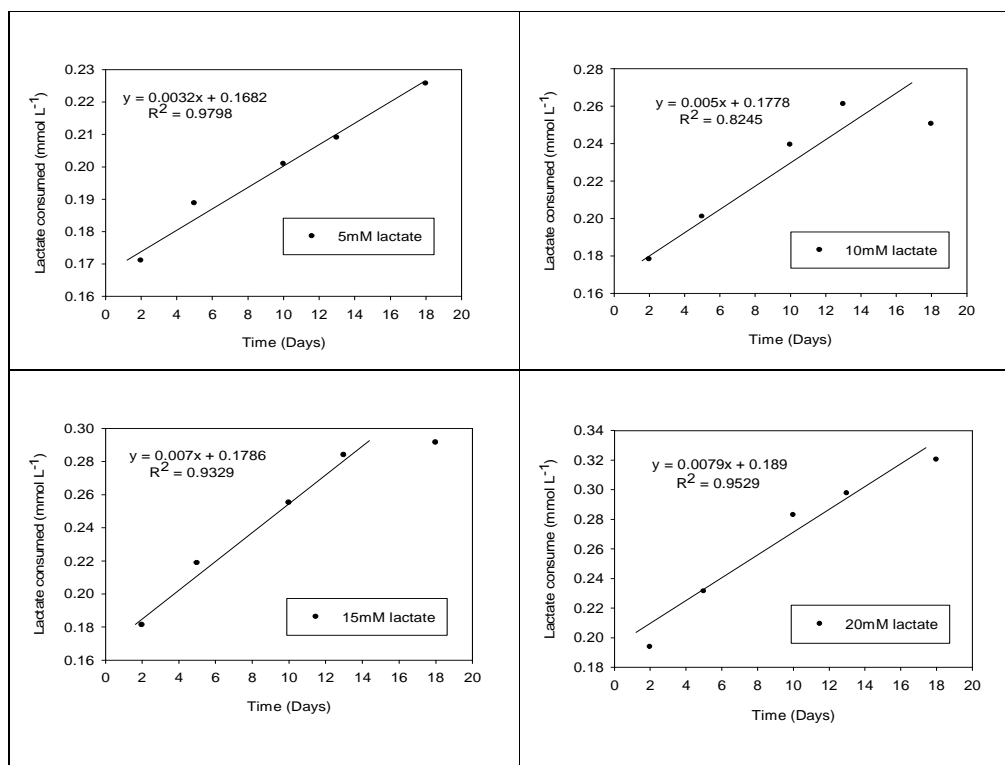 0.23
0.22
0.21
0.20
0.19
0.18
0.17
0.16
Lactate consumed (mmol L⁻¹)
y = 0.0032x + 0.1682
R² = 0.9798
5mM lactate
0 2 4 6 8 10 12 14 16 18 20
Time (Days)
0.28
0.26
0.24
0.22
0.20
0.18
0.16
Lactate consumed (mmol L⁻¹)
y = 0.005x + 0.1778
R² = 0.8245
10mM lactate
0 2 4 6 8 10 12 14 16 18 20
Time (Days)
0.30
0.28
0.26
0.24
0.22
0.20
0.18
0.16
Lactate consumed (mmol L⁻¹)
y = 0.007x + 0.1786
R² = 0.9329
15mM lactate
0 2 4 6 8 10 12 14 16 18 20
Time (Days)
0.34
0.32
0.30
0.28
0.26
0.24
0.22
0.20
0.18
Lactate consume (mmol L⁻¹)
y = 0.0079x + 0.189
R² = 0.9529
20mM lactate
0 2 4 6 8 10 12 14 16 18 20
Time (Days)